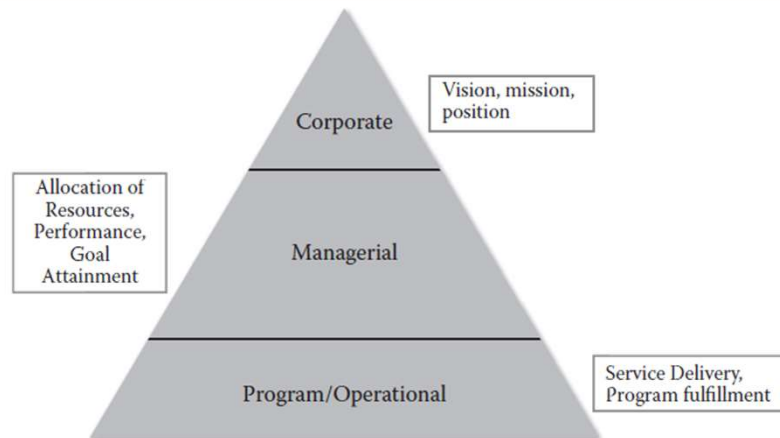 Corporate
Vision, mission,
position
Allocation of
Resources,
Performance,
Goal
Attainment
Managerial
Program/Operational
Service Delivery,
Program fulfillment